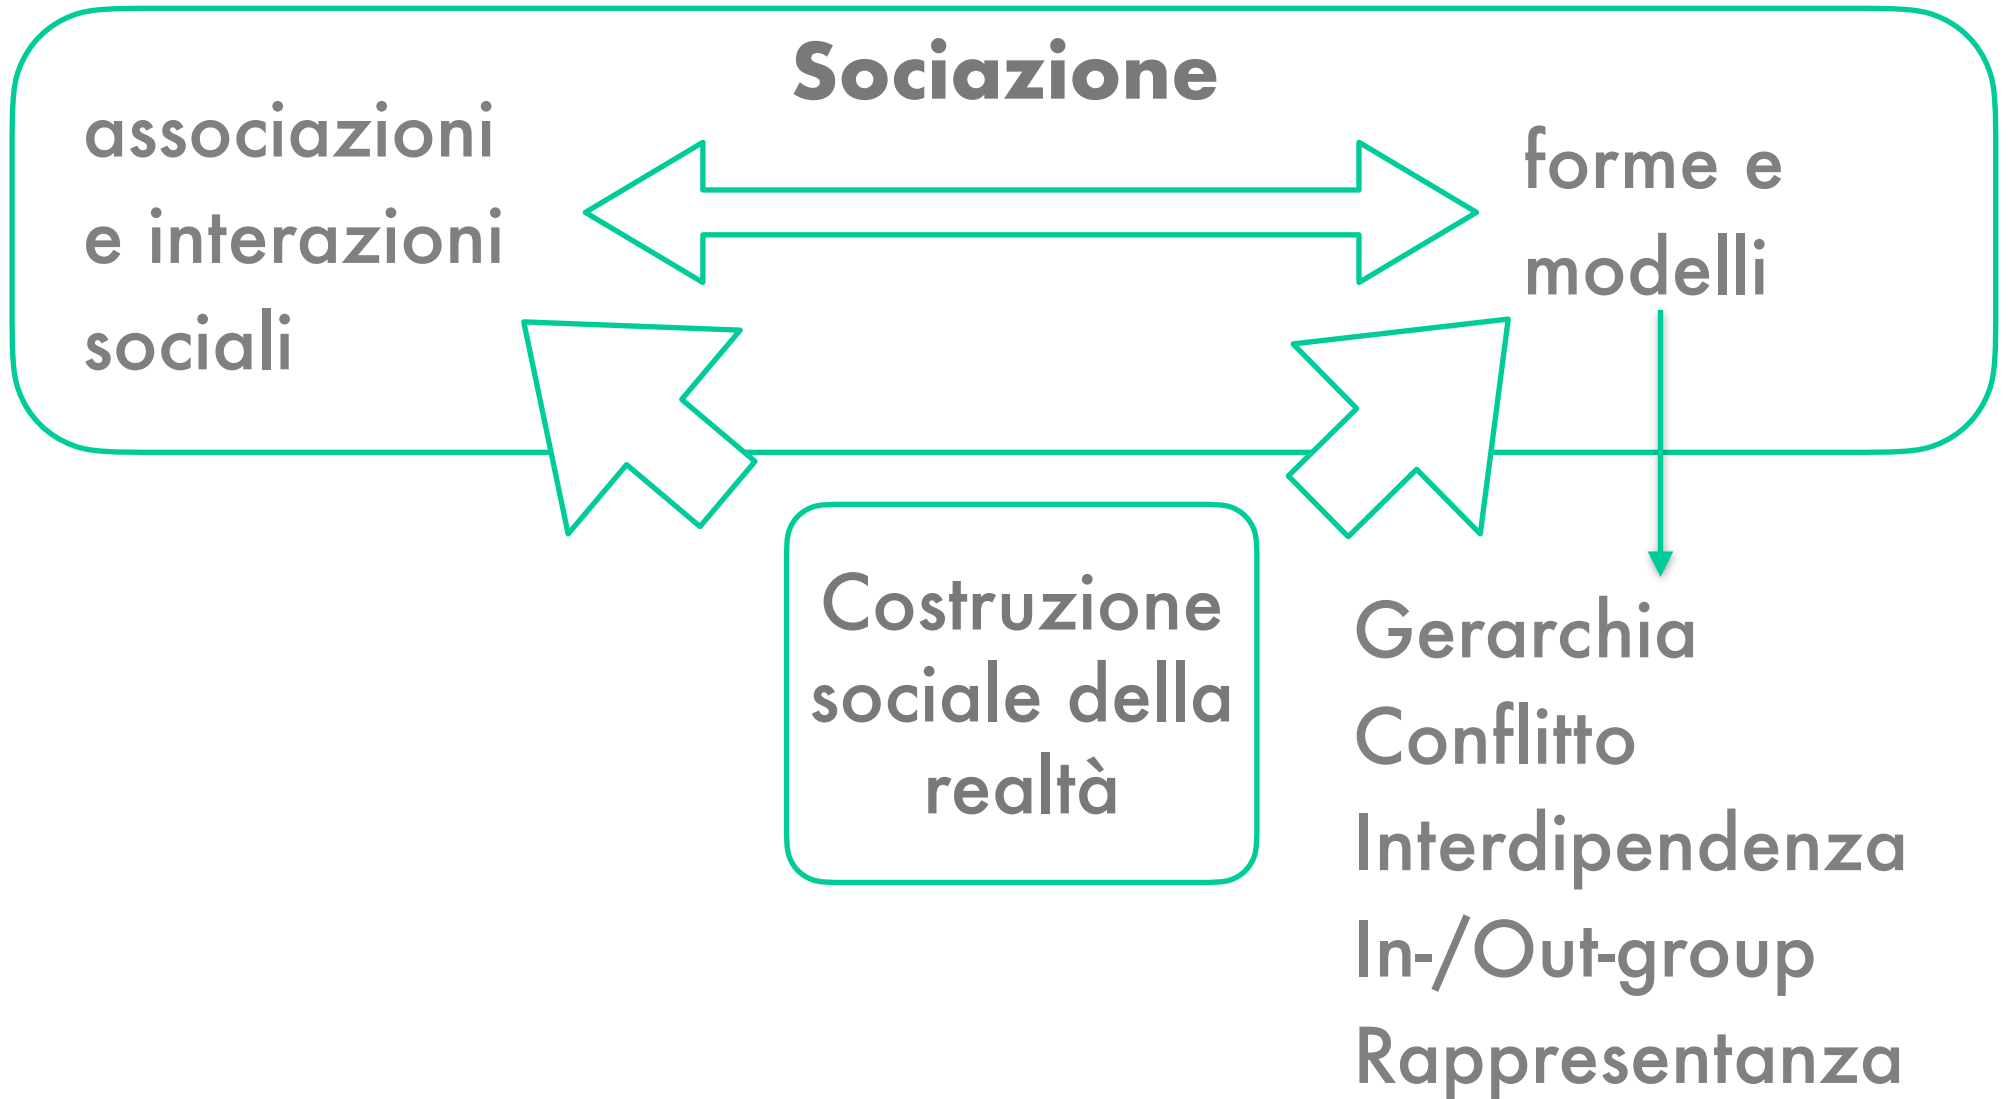 Sociazione
associazioni
e interazioni
sociali
forme e
modelli
Costruzione
sociale della
realtà
Gerarchia
Conflitto
Interdipendenza
In-/Out-group
Rappresentanza